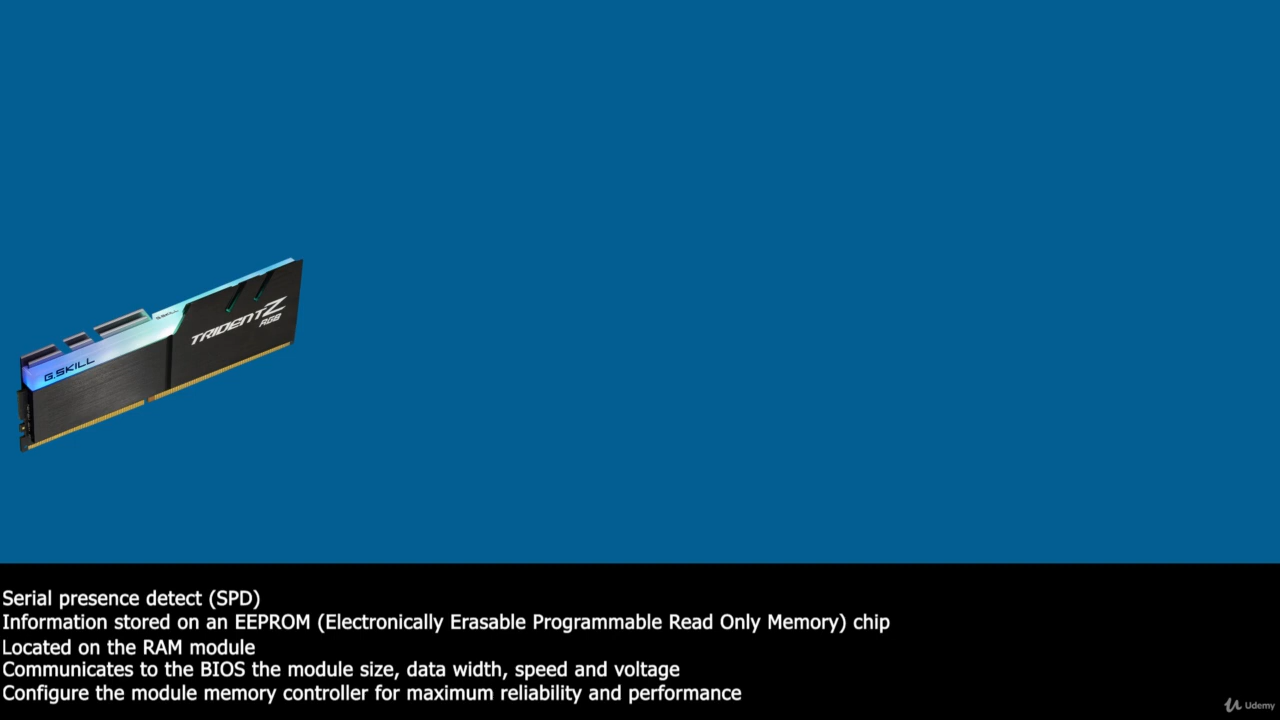 G.SKILL
TRIDENT Z
RGB
G.SKILL
Serial presence detect (SPD)
Information stored on an EEPROM (Electronically Erasable Programmable Read Only Memory) chip
Located on the RAM module
Communicates to the BIOS the module size, data width, speed and voltage
Configure the module memory controller for maximum reliability and performance
Udemy